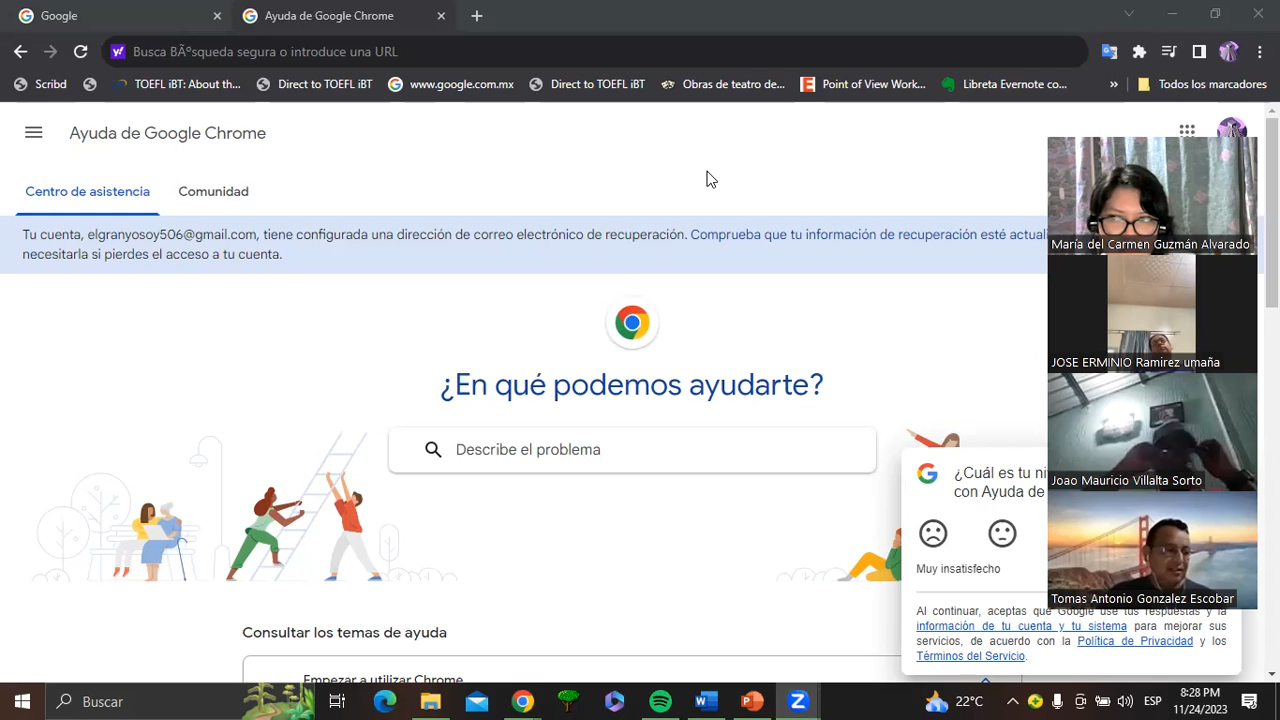 Google
Ayuda de Google Chrome
Busca BÃºsqueda segura o introduce una URL
Scribd
TOEFL iBT: About th...
Direct to TOEFL iBT
www.google.com.mx
Direct to TOEFL iBT
Obras de teatro de...
Point of View Work...
Libreta Evernote co...
»
Todos los marcadores
Ayuda de Google Chrome
Centro de asistencia
Comunidad
Tu cuenta, elgranyosoy506@gmail.com, tiene configurada una dirección de correo electrónico de recuperación. Comprueba que tu información de recuperación esté actuali
necesitarla si pierdes el acceso a tu cuenta.
¿En qué podemos ayudarte?
Describe el problema
¿Cuál es tu ni
con Ayuda de
Muy insatisfecho
Al continuar, aceptas que Google use tus respuestas y la
información de tu cuenta y tu sistema para mejorar sus
servicios, de acuerdo con la Política de Privacidad y los
Términos del Servicio.
Consultar los temas de ayuda
Empezar a utilizar Chrome
María del Carmen Guzmán Alvarado
JOSE ERMINIO Ramirez umaña
Joao Mauricio Villalta Sorto
Tomas Antonio Gonzalez Escobar
Buscar
22°C
ESP
8:28 PM
11/24/2023